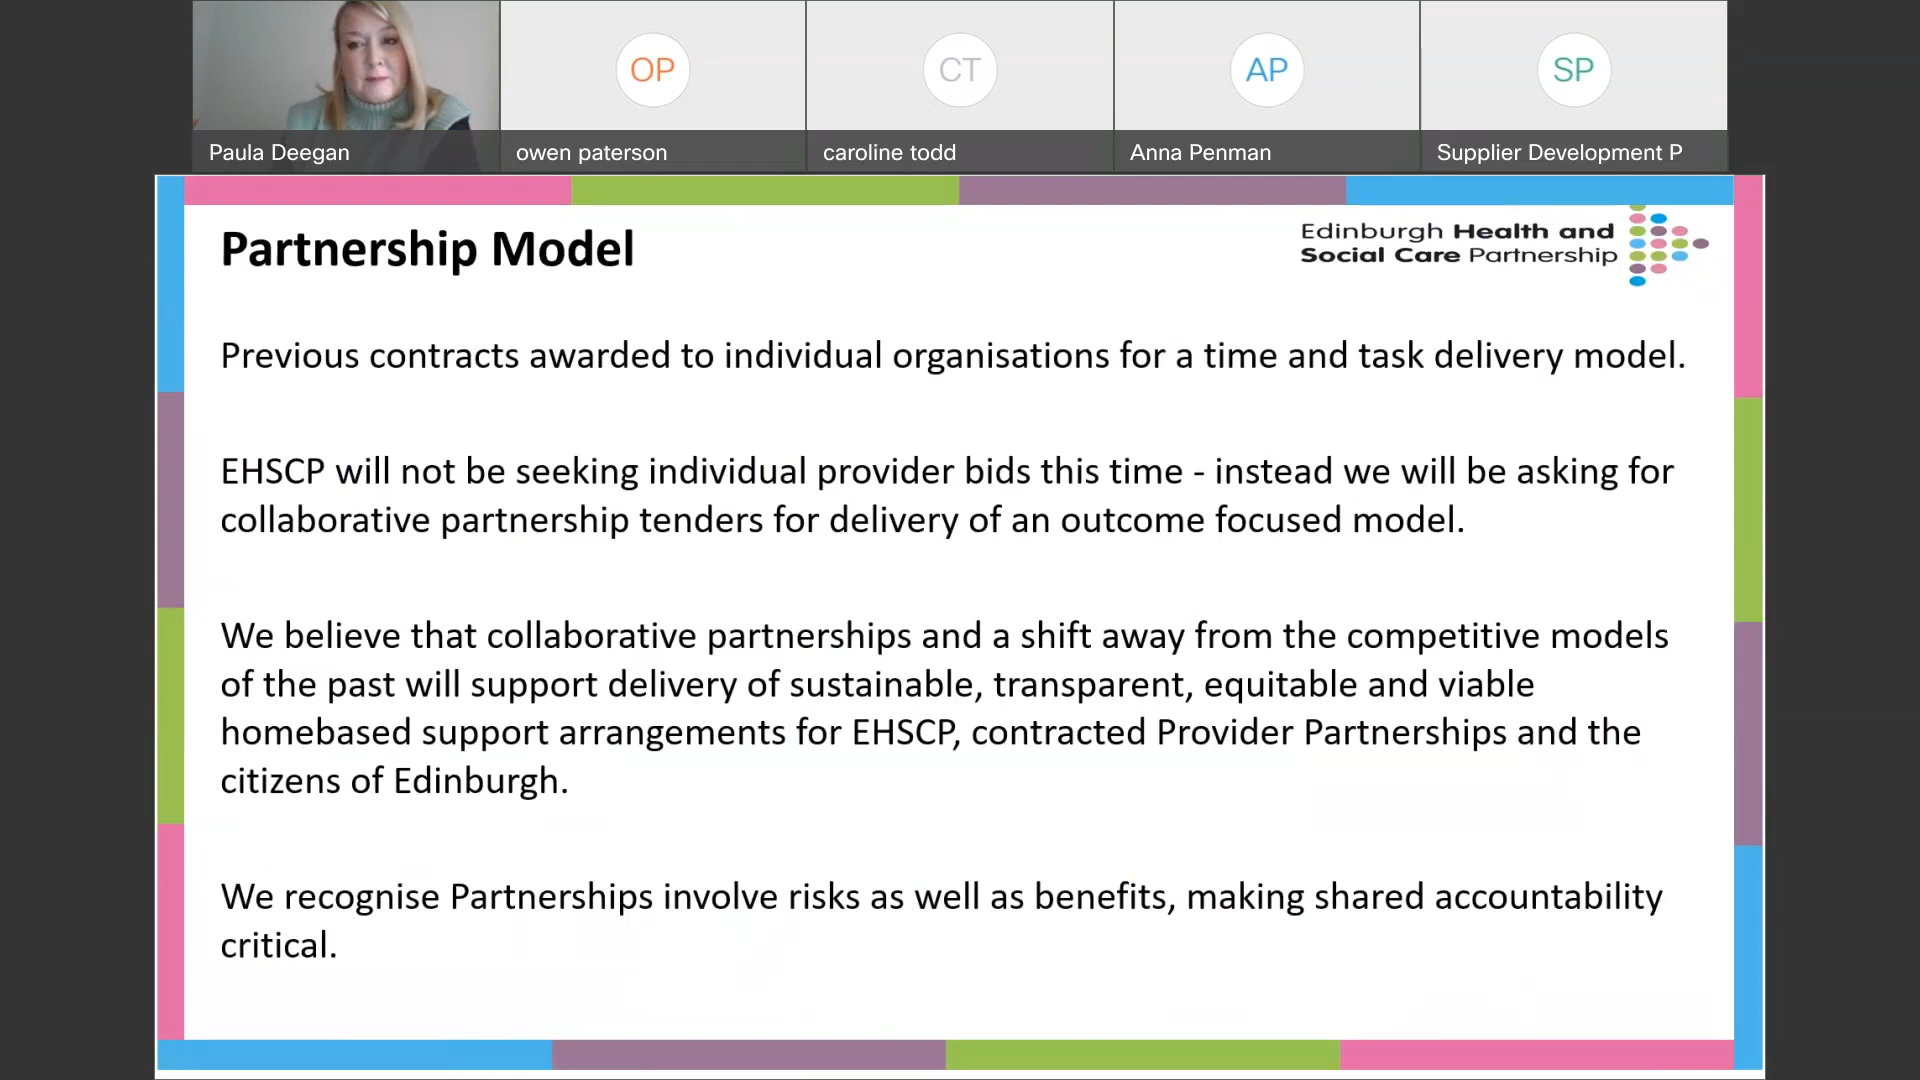 OP
CT
AP
SP
Paula Deegan
owen paterson
caroline todd
Anna Penman
Supplier Development P
Partnership Model
Edinburgh Health and
Social Care Partnership
Previous contracts awarded to individual organisations for a time and task delivery model.
EHSCP will not be seeking individual provider bids this time - instead we will be asking for
collaborative partnership tenders for delivery of an outcome focused model.
We believe that collaborative partnerships and a shift away from the competitive models
of the past will support delivery of sustainable, transparent, equitable and viable
homebased support arrangements for EHSCP, contracted Provider Partnerships and the
citizens of Edinburgh.
We recognise Partnerships involve risks as well as benefits, making shared accountability
critical.